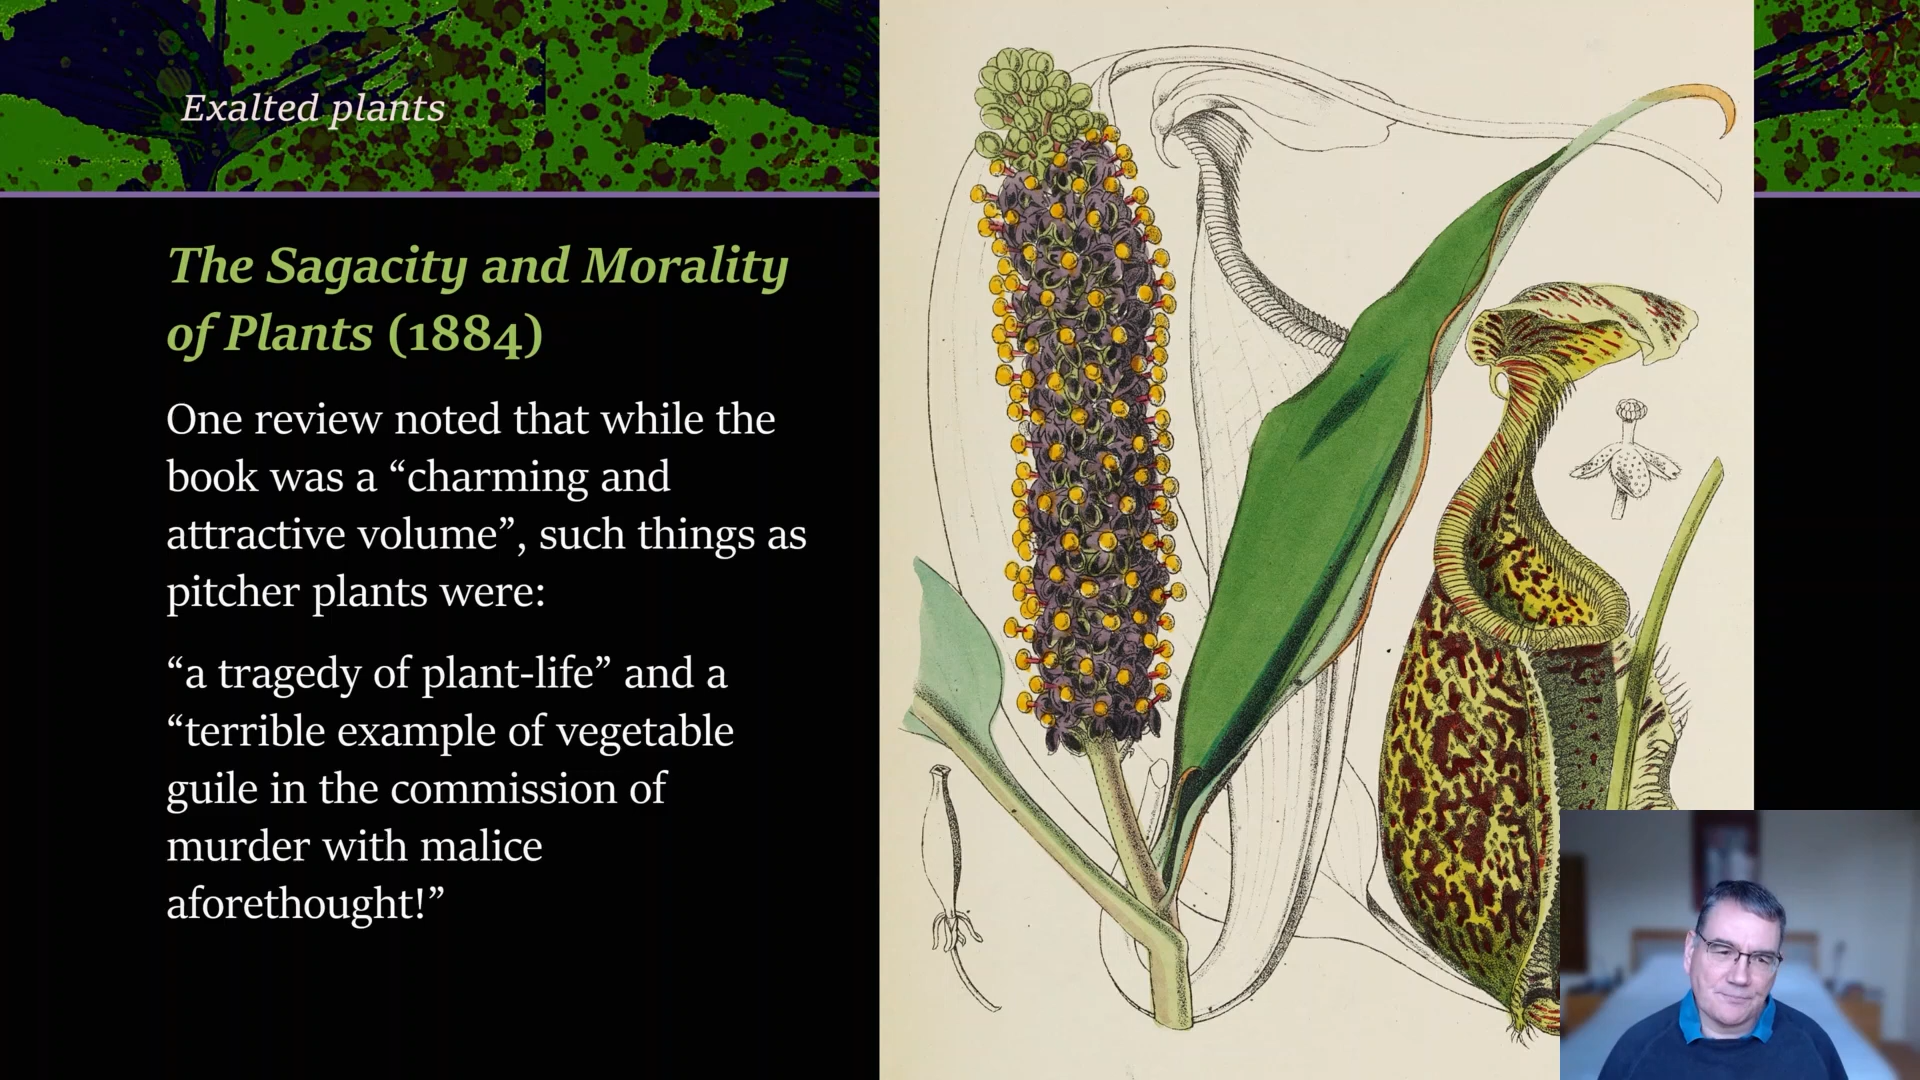 Exalted plants
The Sagacity and Morality
of Plants (1884)
One review noted that while the
book was a “charming and
attractive volume”, such things as
pitcher plants were:
“a tragedy of plant-life” and a
“terrible example of vegetable
guile in the commission of
murder with malice
aforethought!”